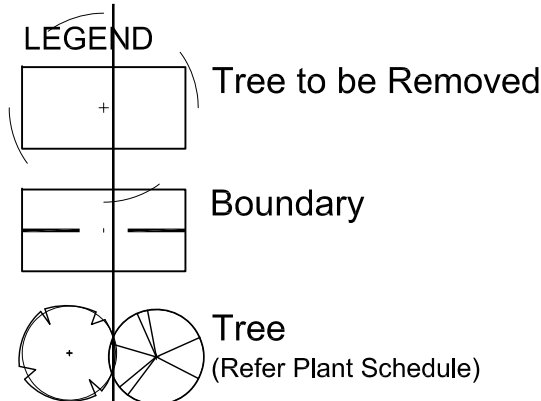 LEGEND
Tree to be Removed
Boundary
Tree
(Refer Plant Schedule)